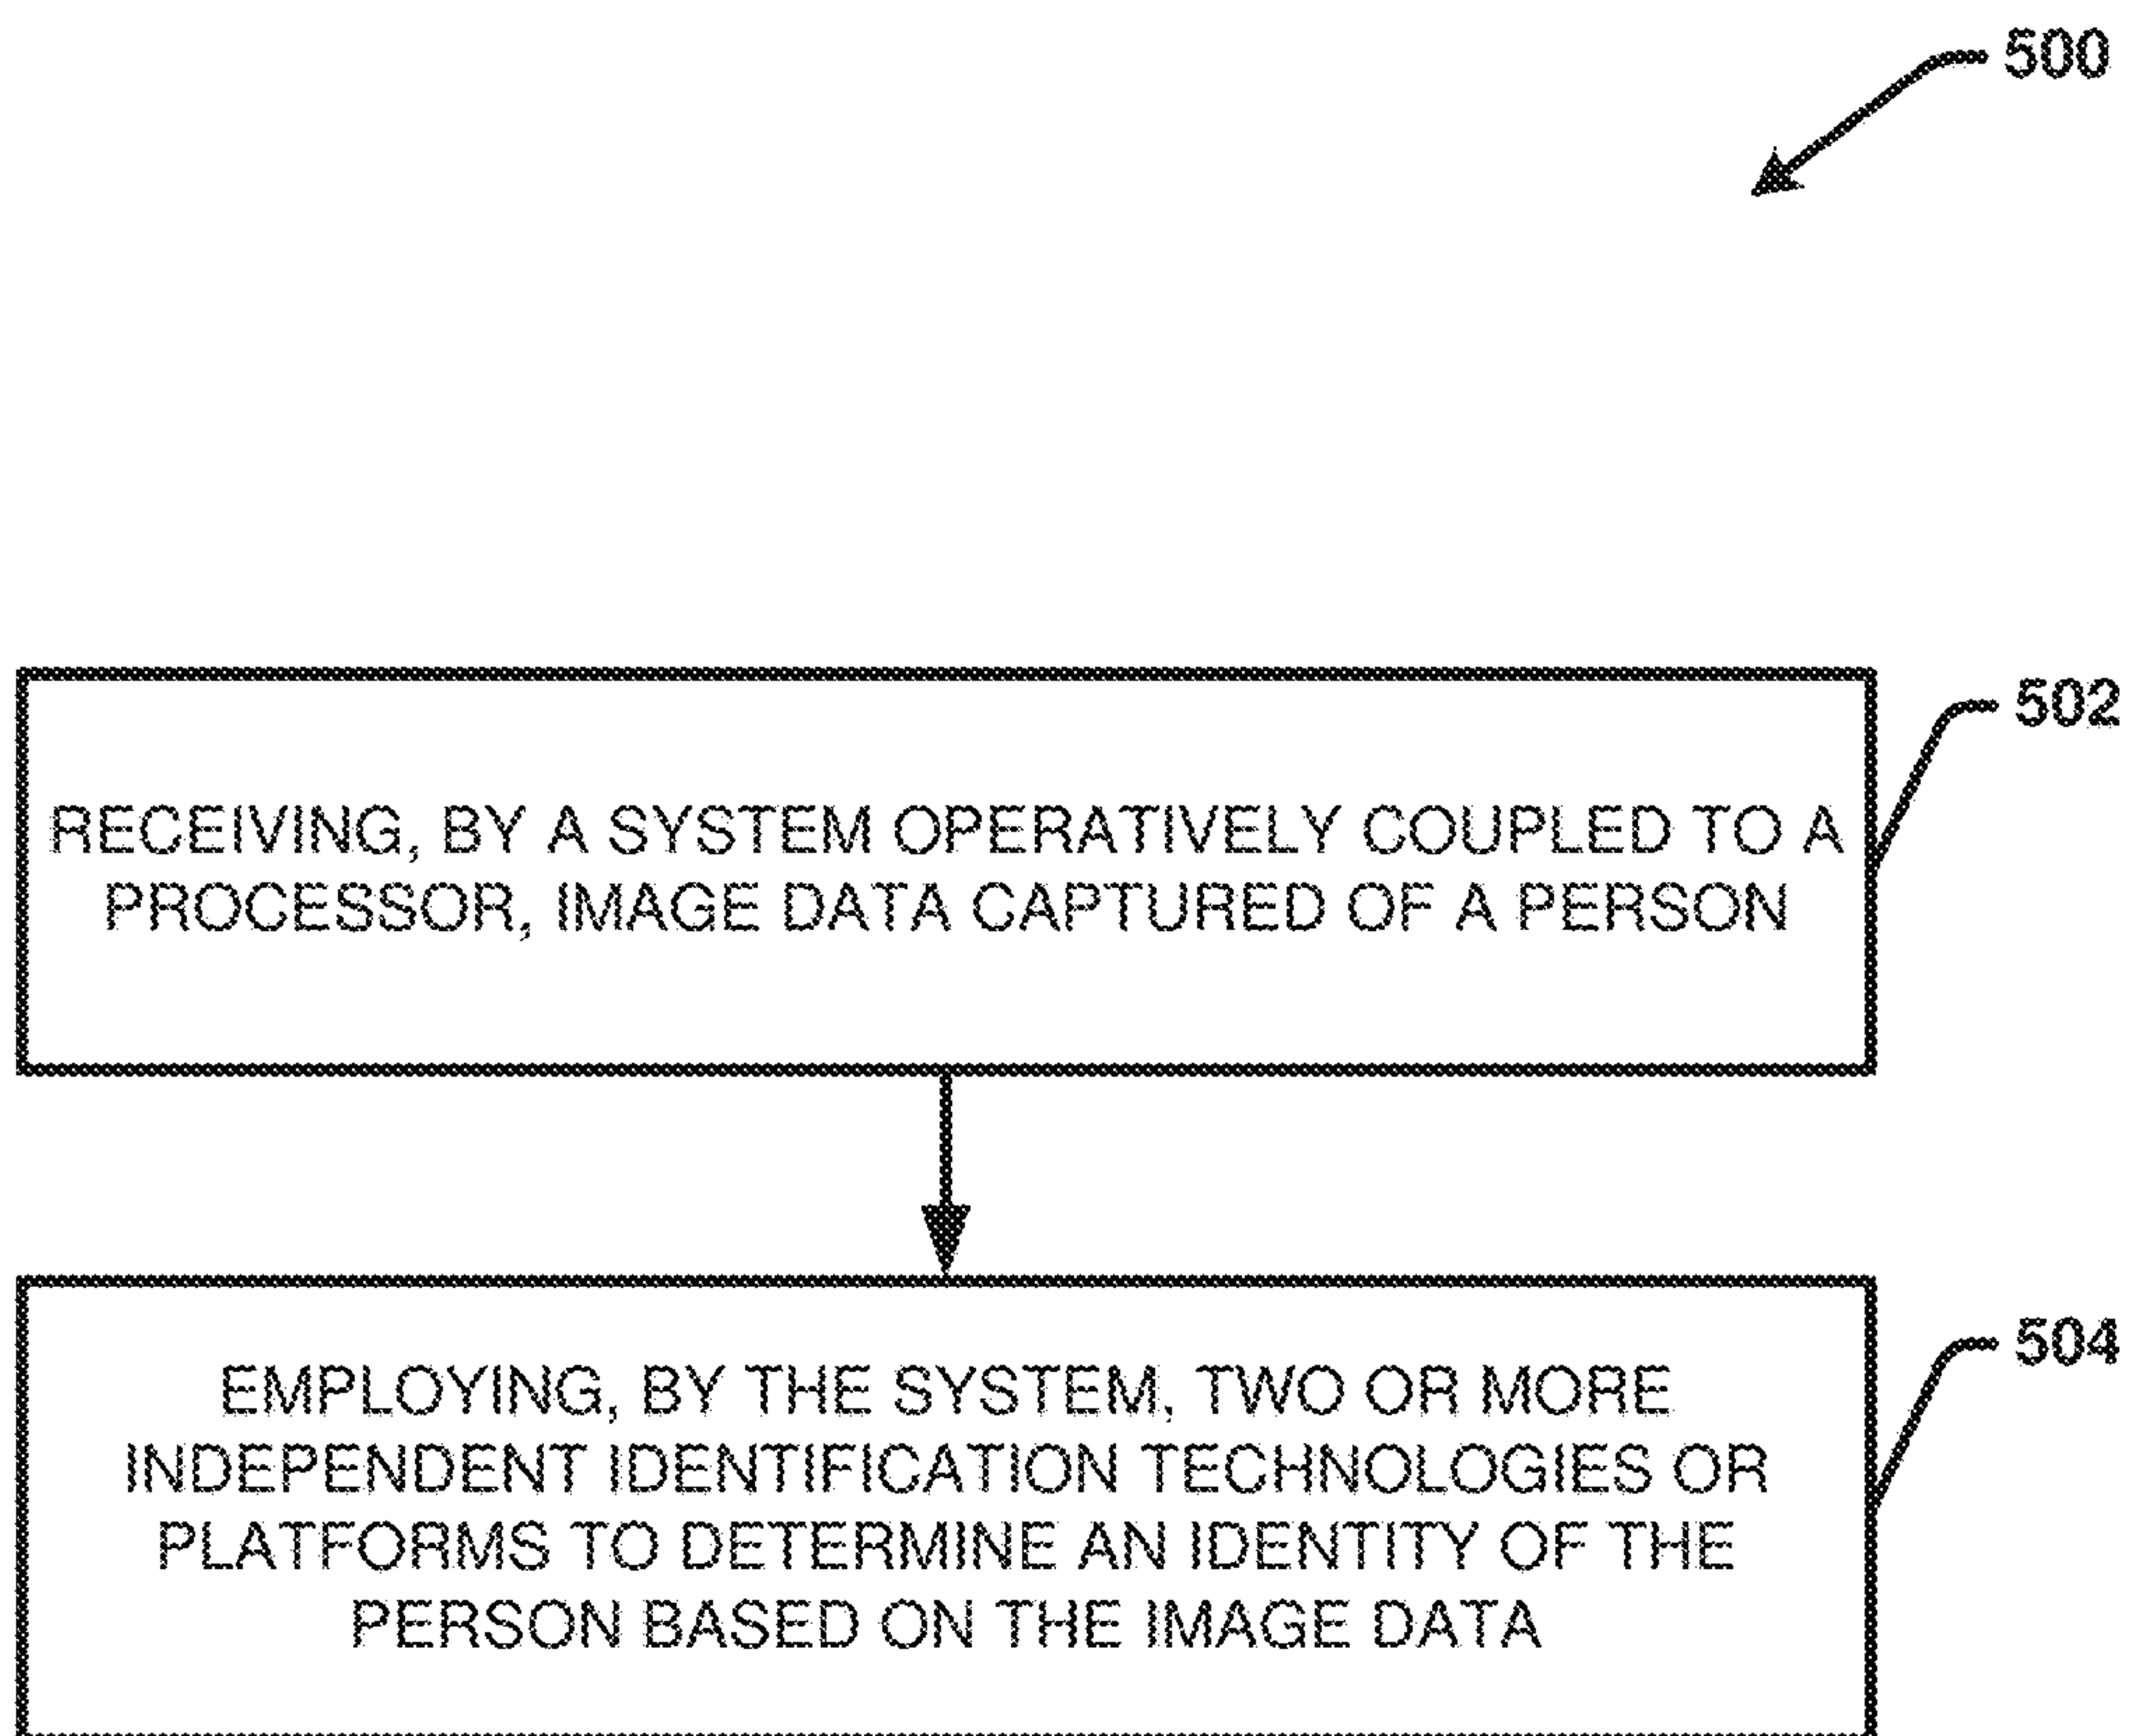 500
502
RECEIVING, BY A SYSTEM OPERATIVELY COUPLED TO A
PROCESSOR, IMAGE DATA CAPTURED OF A PERSON
504
EMPLOYING, BY THE SYSTEM, TWO OR MORE
INDEPENDENT IDENTIFICATION TECHNOLOGIES OR
PLATFORMS TO DETERMINE AN IDENTITY OF THE
PERSON BASED ON THE IMAGE DATA